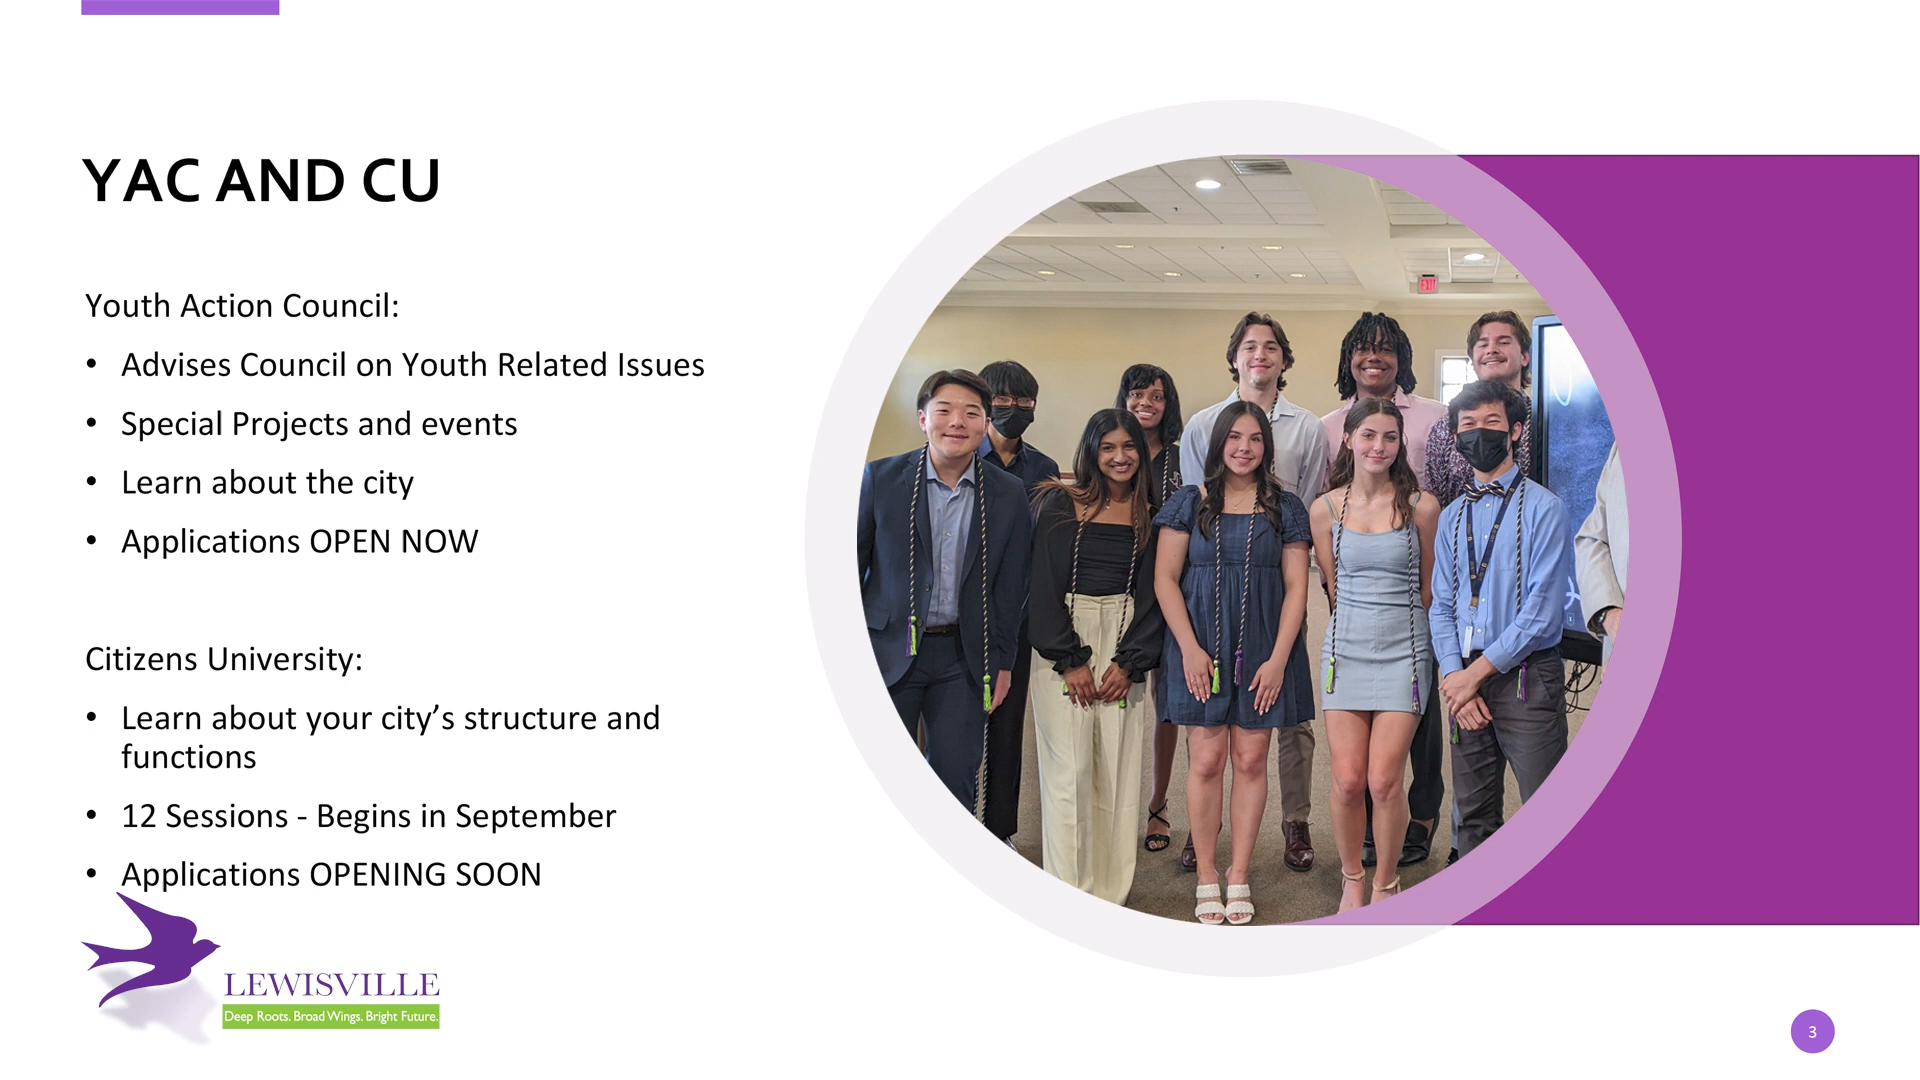 YAC AND CU
Youth Action Council:
• Advises Council on Youth Related Issues
• Special Projects and events
• Learn about the city
• Applications OPEN NOW
Citizens University:
• Learn about your city’s structure and
functions
• 12 Sessions - Begins in September
• Applications OPENING SOON
EXIT
LEWISVILLE
Deep Roots. Broad Wings. Bright Future.
3